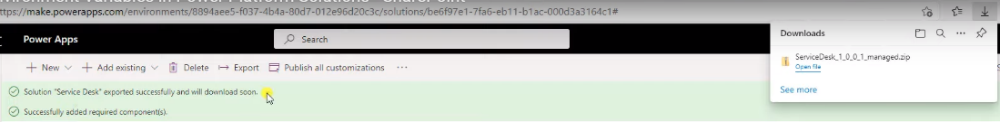 https://make.powerapps.com/environments/8894aee5-f037-4b4a-80d7-012e96d20c3c/solutions/be6f97e1-7fa6-eb11-b1ac-000d3a3164c1#
Power Apps
Search
Downloads
ServiceDesk_1_0_0_1_managed.zip
Open file
See more
New
Add existing
Delete
Export
Publish all customizations
Solution "Service Desk" exported successfully and will download soon.
Successfully added required component(s).